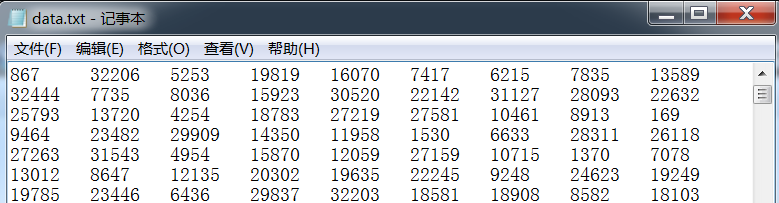 data.txt - 记事本
文件(F) 编辑(E) 格式(O) 查看(V) 帮助(H)
867 32206 5253 19819 16070 7417 6215 7835 13589
32444 7735 8036 15923 30520 22142 31127 28093 22632
25793 13720 4254 18783 27219 27581 10461 8913 169
9464 23482 29909 14350 11958 1530 6633 28311 26118
27263 31543 4954 15870 12059 27159 10715 1370 7078
13012 8647 12135 20302 19635 22245 9248 24623 19249
19785 23446 6436 29837 32203 18581 18908 8582 18103